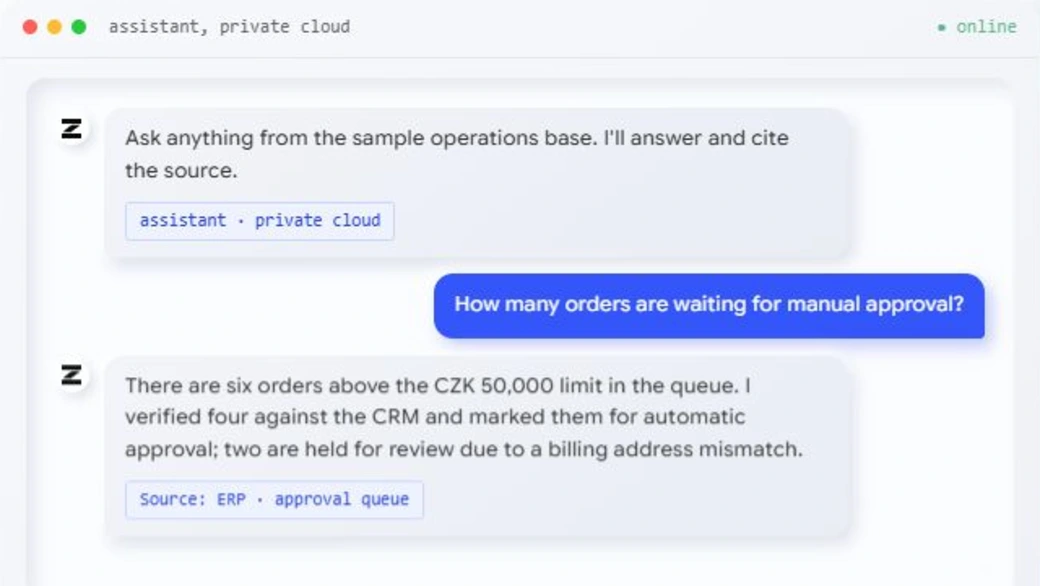 assistant, private cloud
• online
Ask anything from the sample operations base. I'll answer and cite
the source.
assistant · private cloud
How many orders are waiting for manual approval?
There are six orders above the CZK 50,000 limit in the queue. I
verified four against the CRM and marked them for automatic
approval; two are held for review due to a billing address mismatch.
Source: ERP · approval queue